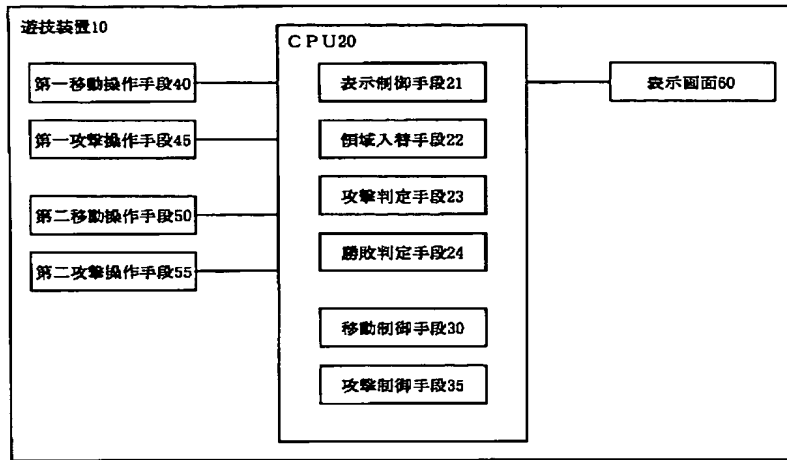 遊技装置10
CPU20
第一移動操作手段40
表示制御手段21
表示画面60
第一攻撃操作手段45
領域入替手段22
攻撃判定手段23
第二移動操作手段50
勝敗判定手段24
第二攻撃操作手段55
移動制御手段30
攻撃制御手段35